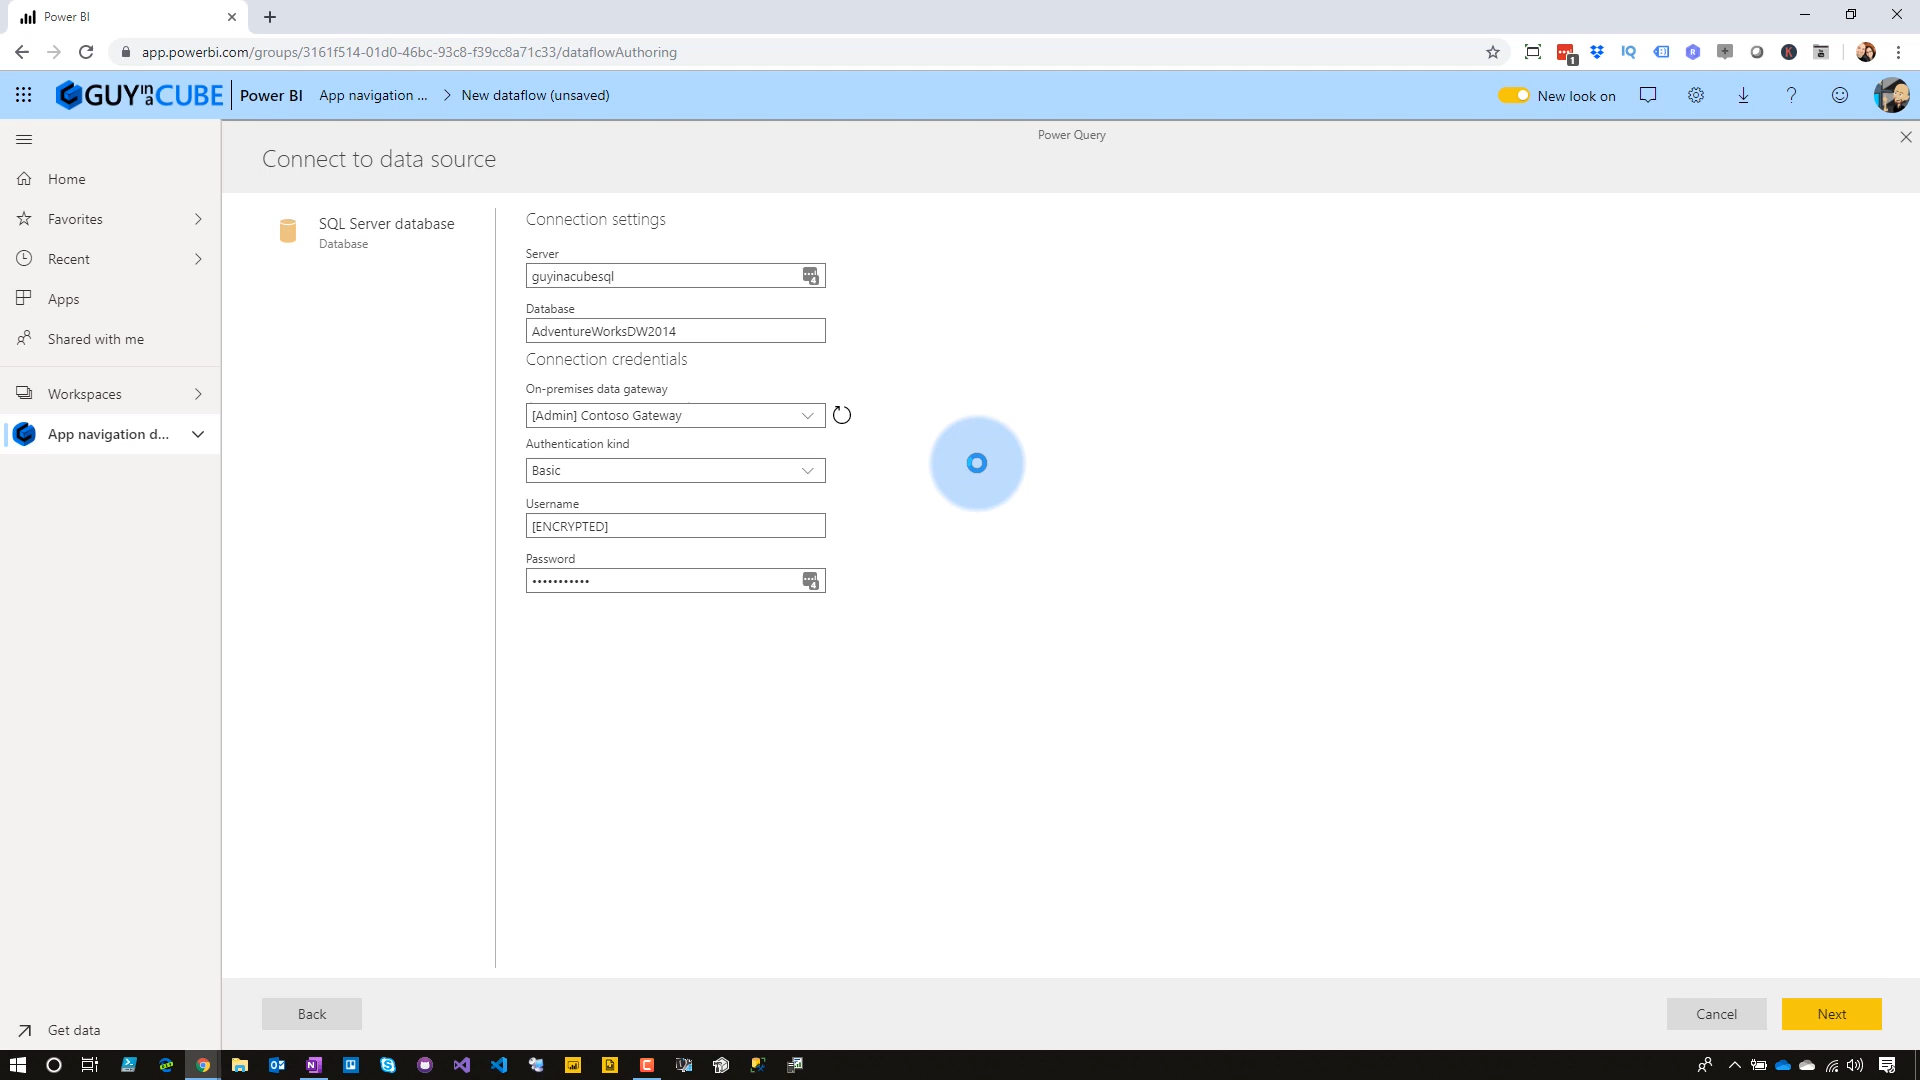 Power BI
app.powerbi.com/groups/3161f514-01d0-46bc-93c8-f39cc8a71c33/dataflowAuthoring
GUY in a CUBE
Power BI
App navigation ...
New dataflow (unsaved)
New look on
Power Query
Connect to data source
Home
Favorites
Recent
Apps
Shared with me
Workspaces
App navigation d...
Get data
SQL Server database
Database
Connection settings
Server
guyinacubesql
Database
AdventureWorksDW2014
Connection credentials
On-premises data gateway
[Admin] Contoso Gateway
Authentication kind
Basic
Username
[ENCRYPTED]
Password
•••••••••••
Back
Cancel
Next